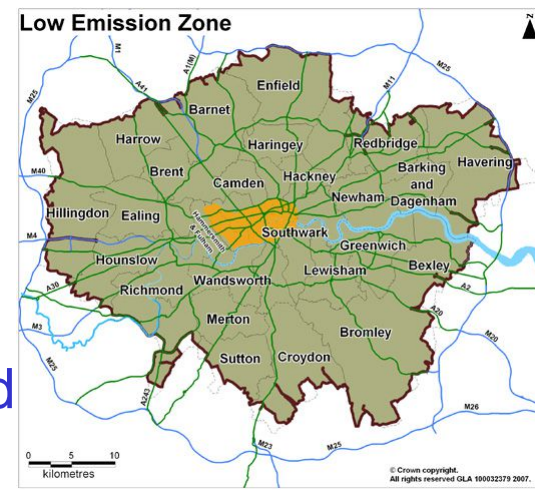 Low Emission Zone
N
M25
M1
A1(M)
M25
A41
M11
Enfield
Barnet
Harrow
Haringey
Redbridge
Havering
M40
Brent
Camden
Hackney
Barking
and
Dagenham
Newham
Hillingdon
Ealing
Hammersmith
& Fulham
Southwark
M4
Greenwich
Hounslow
Lewisham
Bexley
A30
Richmond
Wandsworth
A2
M3
Merton
Bromley
A20
M20
Sutton
Croydon
M25
A243
M26
M23
M25
d
0 5 10
kilometres
© Crown copyright.
All rights reserved GLA 100032379 2007.